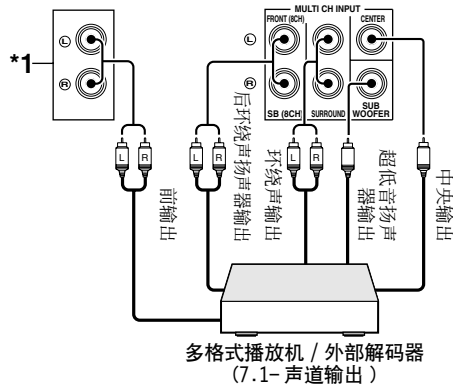 MULTI CH INPUT
FRONT (8CH)
CENTER
L
L
*1
R
R
SB (8CH)
SURROUND
SUB
WOOFER
L
R
L
R
L
R
前输出
后环绕声扬声器输出
环绕声输出
超低音扬声
器输出
中央输出
多格式播放机 / 外部解码器
(7.1-声道输出 )